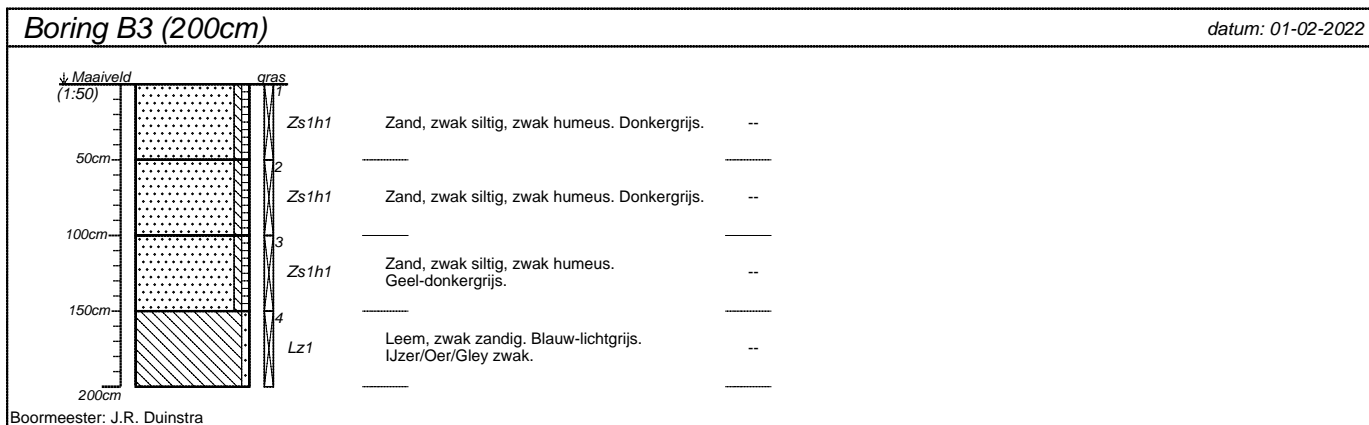 Boring B3 (200cm)
datum: 01-02-2022
Maaiveld
gras
(1:50)
1
Zs1h1
Zand, zwak siltig, zwak humeus. Donkergrijs.
--
50cm
2
Zs1h1
Zand, zwak siltig, zwak humeus. Donkergrijs.
--
100cm
3
Zs1h1
Zand, zwak siltig, zwak humeus.
Geel-donkergrijs.
--
150cm
4
Lz1
Leem, zwak zandig. Blauw-lichtgrijs.
IJzer/Oer/Gley zwak.
--
200cm
Boormeester: J.R. Duinstra